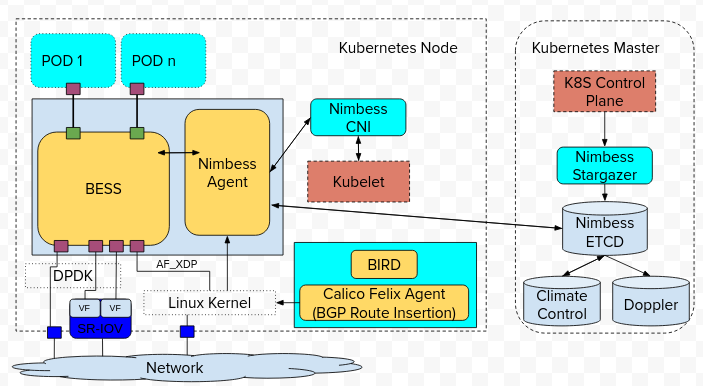 Kubernetes Node
POD 1
POD n
BESS
Nimbess
Agent
Nimbess
CNI
Kubelet
DPDK
AF_XDP
VF
VF
SR-IOV
Linux Kernel
BIRD
Calico Felix Agent
(BGP Route Insertion)
Network
Kubernetes Master
K8S Control
Plane
Nimbess
Stargazer
Nimbess
ETCD
Climate
Control
Doppler